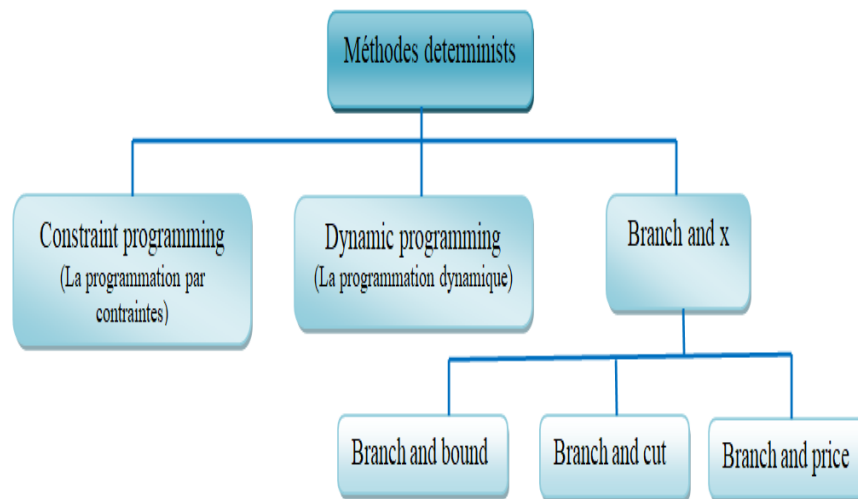 Méthodes determinists
Constraint programming
(La programmation par
contraintes)
Dynamic programming
(La programmation dynamique)
Branch and x
Branch and bound
Branch and cut
Branch and price